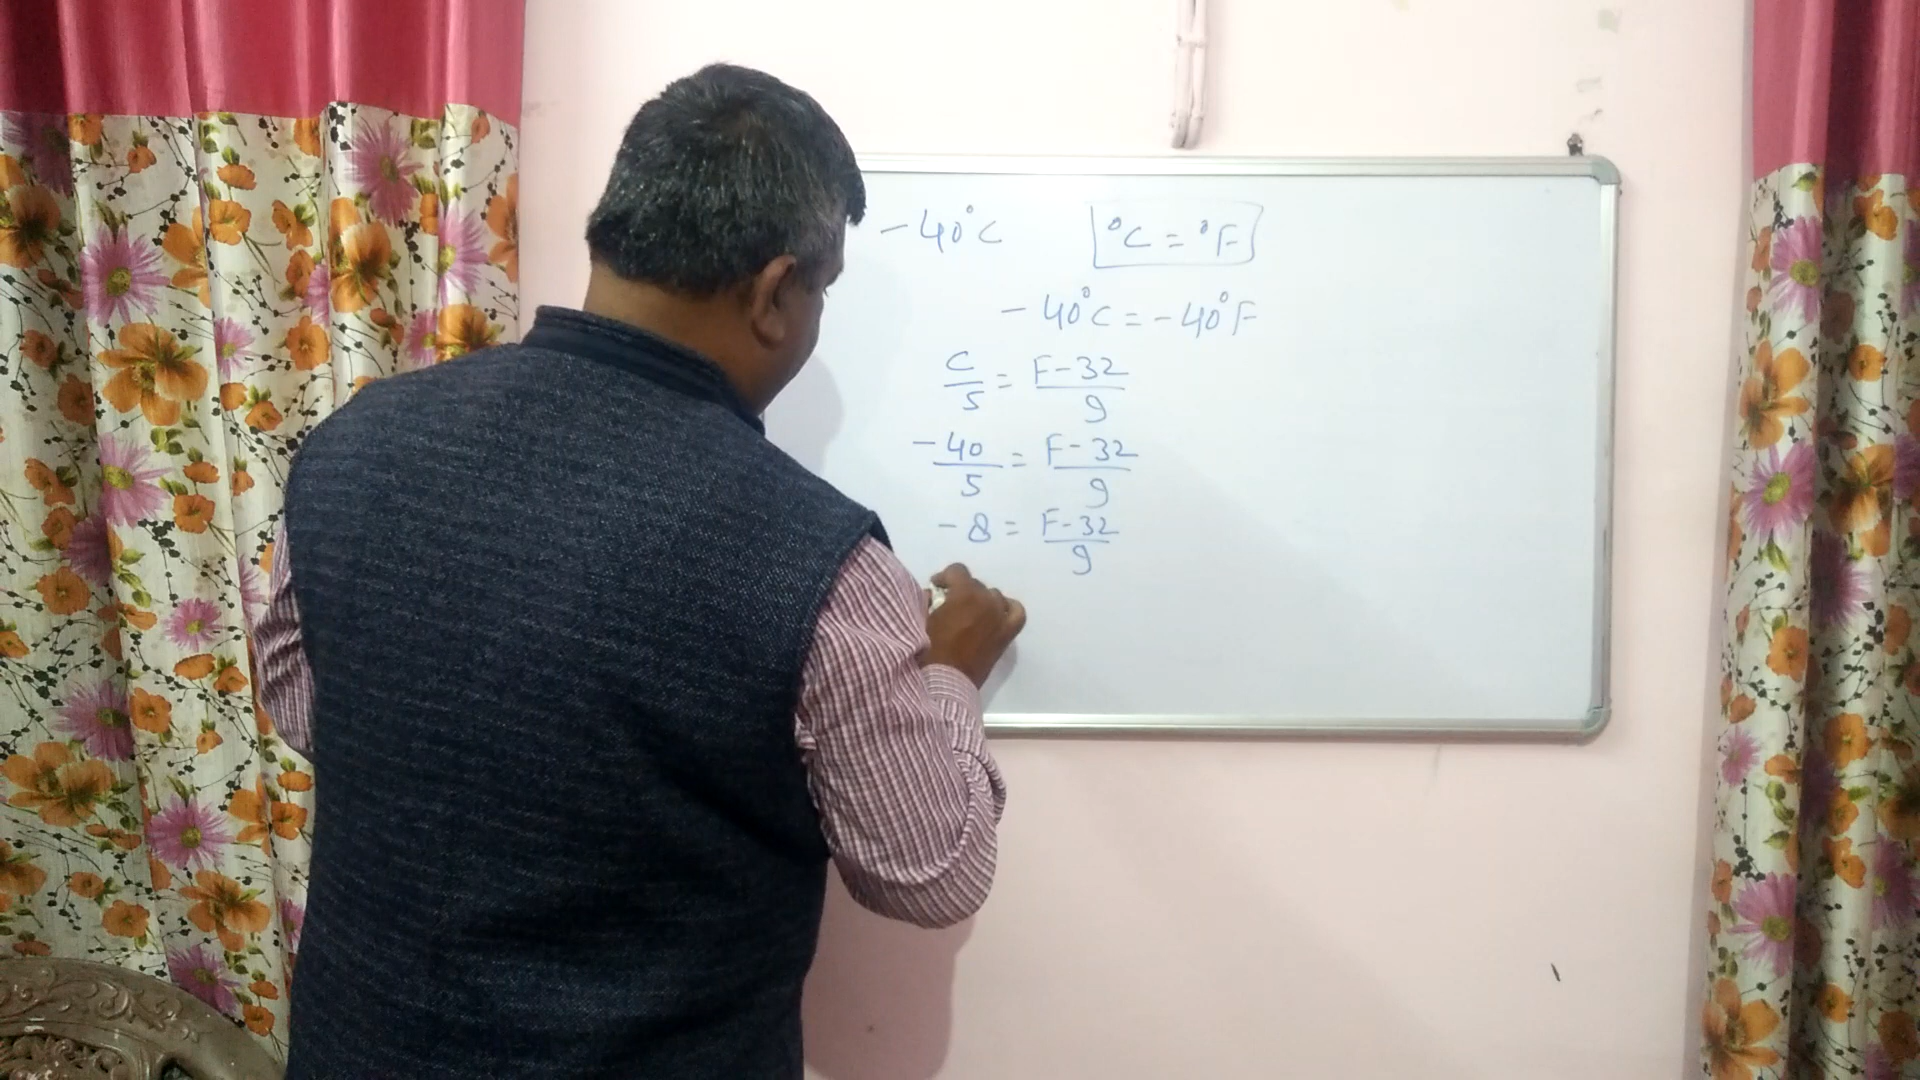 -40°C °C = °F
-40°C = -40°F
C/5 = F-32/9
-40/5 = F-32/9
-8 = F-32/9